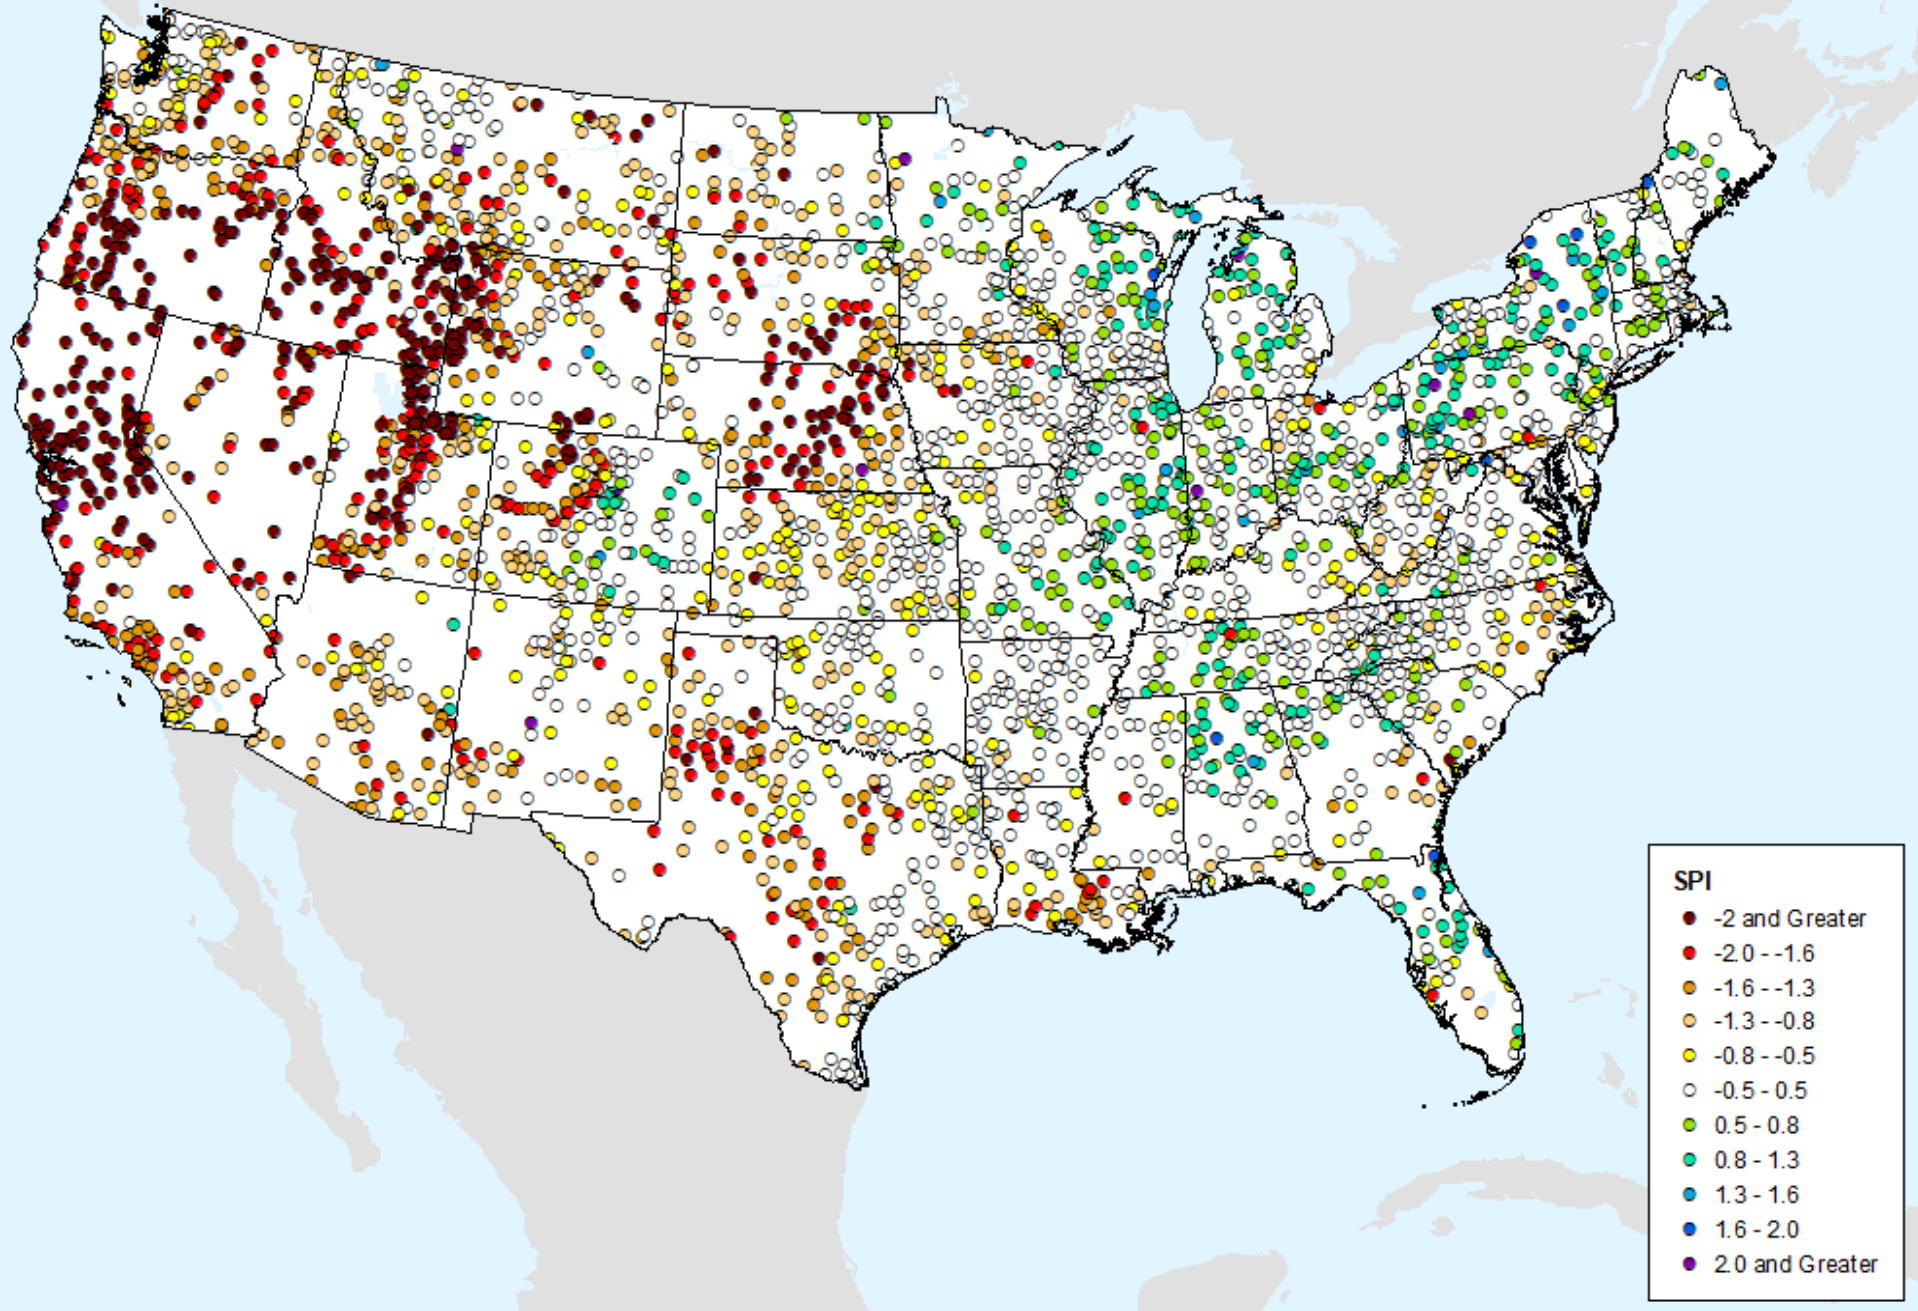 SPI
-2 and Greater
-2.0 - -1.6
-1.6 - -1.3
-1.3 - -0.8
-0.8 - -0.5
-0.5 - 0.5
0.5 - 0.8
0.8 - 1.3
1.3 - 1.6
1.6 - 2.0
2.0 and Greater